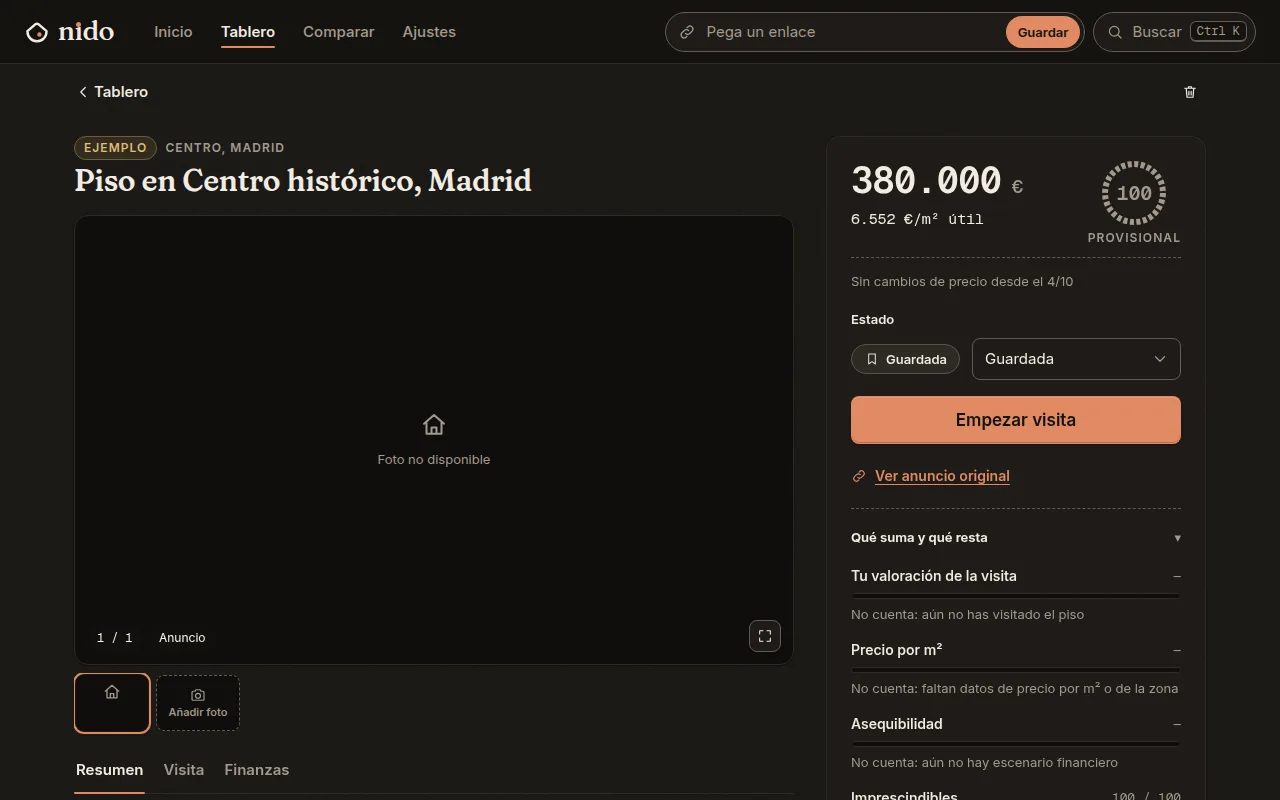 nido
Inicio
Tablero
Comparar
Ajustes
Pega un enlace
Guardar
Buscar
Ctrl K
Tablero
EJEMPLO
CENTRO, MADRID
Piso en Centro histórico, Madrid
Foto no disponible
1 / 1
Anuncio
Añadir foto
Resumen
Visita
Finanzas
380.000 €
6.552 €/m² útil
100
PROVISIONAL
Sin cambios de precio desde el 4/10
Estado
Guardada
Guardada
Empezar visita
Ver anuncio original
Qué suma y qué resta
Tu valoración de la visita –
No cuenta: aún no has visitado el piso
Precio por m² –
No cuenta: faltan datos de precio por m² o de la zona
Asequibilidad –
No cuenta: aún no hay escenario financiero
Imprescindibles 100 / 100